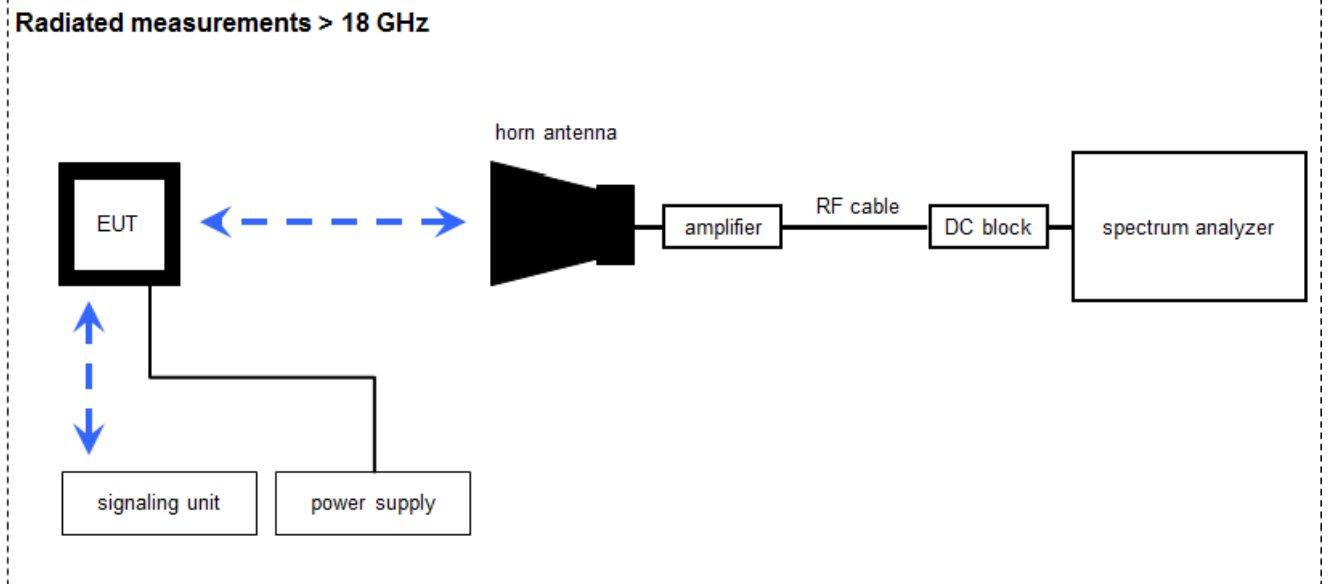 Radiated measurements > 18 GHz
horn antenna
EUT
amplifier
RF cable
DC block
spectrum analyzer
signaling unit
power supply